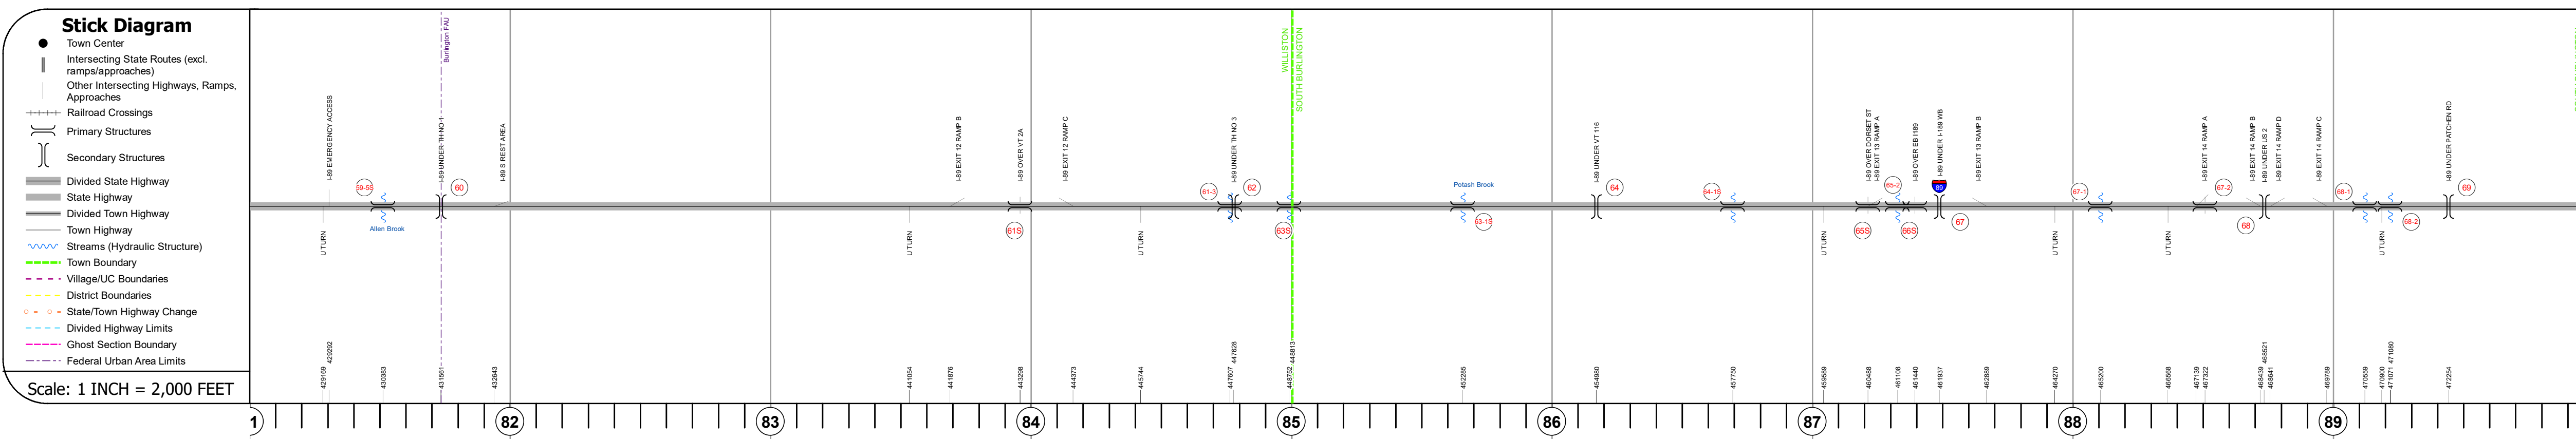 Stick Diagram
Town Center
Intersecting State Routes (excl.
ramps/approaches)
Other Intersecting Highways, Ramps,
Approaches
Railroad Crossings
Primary Structures
Secondary Structures
Divided State Highway
State Highway
Divided Town Highway
Town Highway
Streams (Hydraulic Structure)
Town Boundary
Village/UC Boundaries
District Boundaries
State/Town Highway Change
Divided Highway Limits
Ghost Section Boundary
Federal Urban Area Limits
Scale: 1 INCH = 2,000 FEET
Burlington FAU
WILLISTON
SOUTH BURLINGTON
I-89 EMERGENCY ACCESS
I-89 UNDER TH NO 1
I-89 S REST AREA
I-89 EXIT 12 RAMP B
I-89 OVER VT 2A
I-89 EXIT 12 RAMP C
I-89 UNDER TH NO 3
I-89 UNDER VT 116
I-89 OVER DORSET ST
I-89 EXIT 13 RAMP A
I-89 OVER EB I189
I-89 UNDER I-189 WB
I-89 EXIT 13 RAMP B
I-89 EXIT 14 RAMP A
I-89 EXIT 14 RAMP B
I-89 UNDER US 2
I-89 EXIT 14 RAMP D
I-89 EXIT 14 RAMP C
I-89 UNDER PATCHEN RD
59-5S
60
61-3
62
Potash Brook
64
64-1S
65-2
89
67-1
67-2
68-1
69
Allen Brook
61S
63S
63-1S
65S
66S
67
68
68-2
U TURN
U TURN
U TURN
U TURN
U TURN
U TURN
U TURN
429169
429292
430383
431561
432643
441054
441876
443298
444373
445744
447607
447628
448752
448813
452285
454980
457750
459589
460488
461108
461440
461937
462889
464270
465200
466568
467139
467322
468439
468521
468641
469789
470559
470900
471071
471080
472254
1
82
83
84
85
86
87
88
89